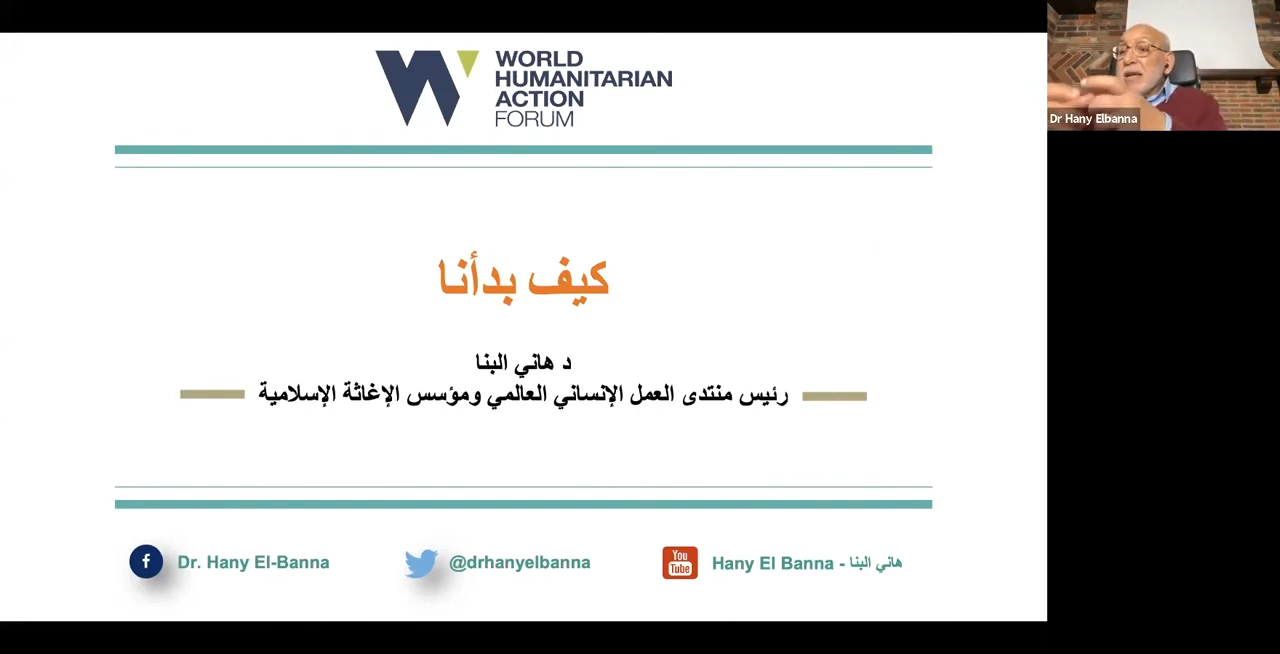 WORLD
HUMANITARIAN
ACTION
FORUM
Dr Hany Elbanna
كيف بدأنا
د هاني البنا
رئيس منتدى العمل الإنساني العالمي ومؤسس الإغاثة الإسلامية
f Dr. Hany El-Banna
@drhanyelbanna
You Tube Hany El Banna - هاني البنا